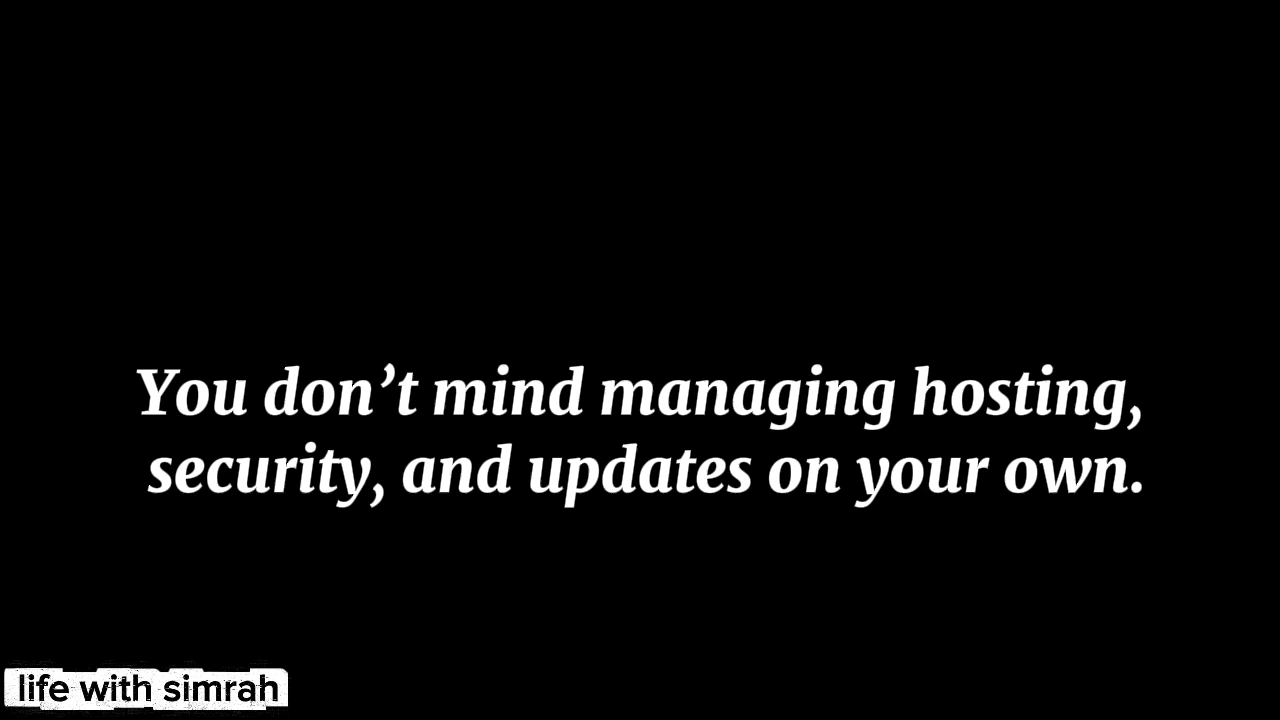 You don’t mind managing hosting,
security, and updates on your own.
life with simrah